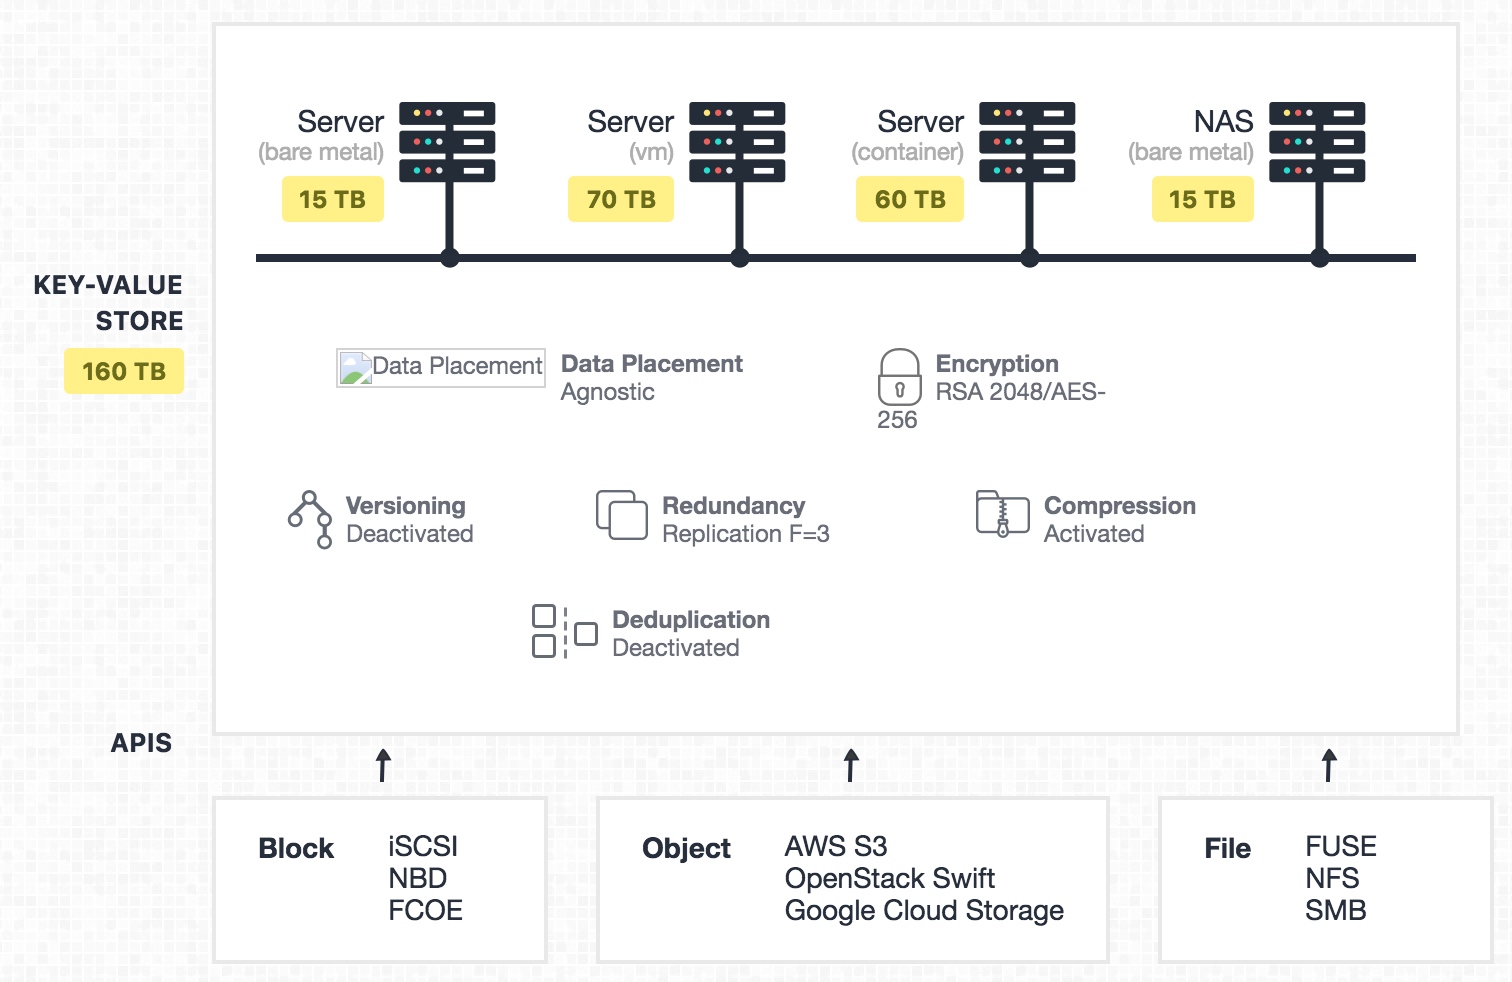 Server
(bare metal)
15 TB
Server
(vm)
70 TB
Server
(container)
60 TB
NAS
(bare metal)
15 TB
KEY-VALUE
STORE
160 TB
Data Placement
Data Placement
Agnostic
Encryption
RSA 2048/AES-
256
Versioning
Deactivated
Redundancy
Replication F=3
Compression
Activated
Deduplication
Deactivated
APIS
Block
iSCSI
NBD
FCOE
Object
AWS S3
OpenStack Swift
Google Cloud Storage
File
FUSE
NFS
SMB